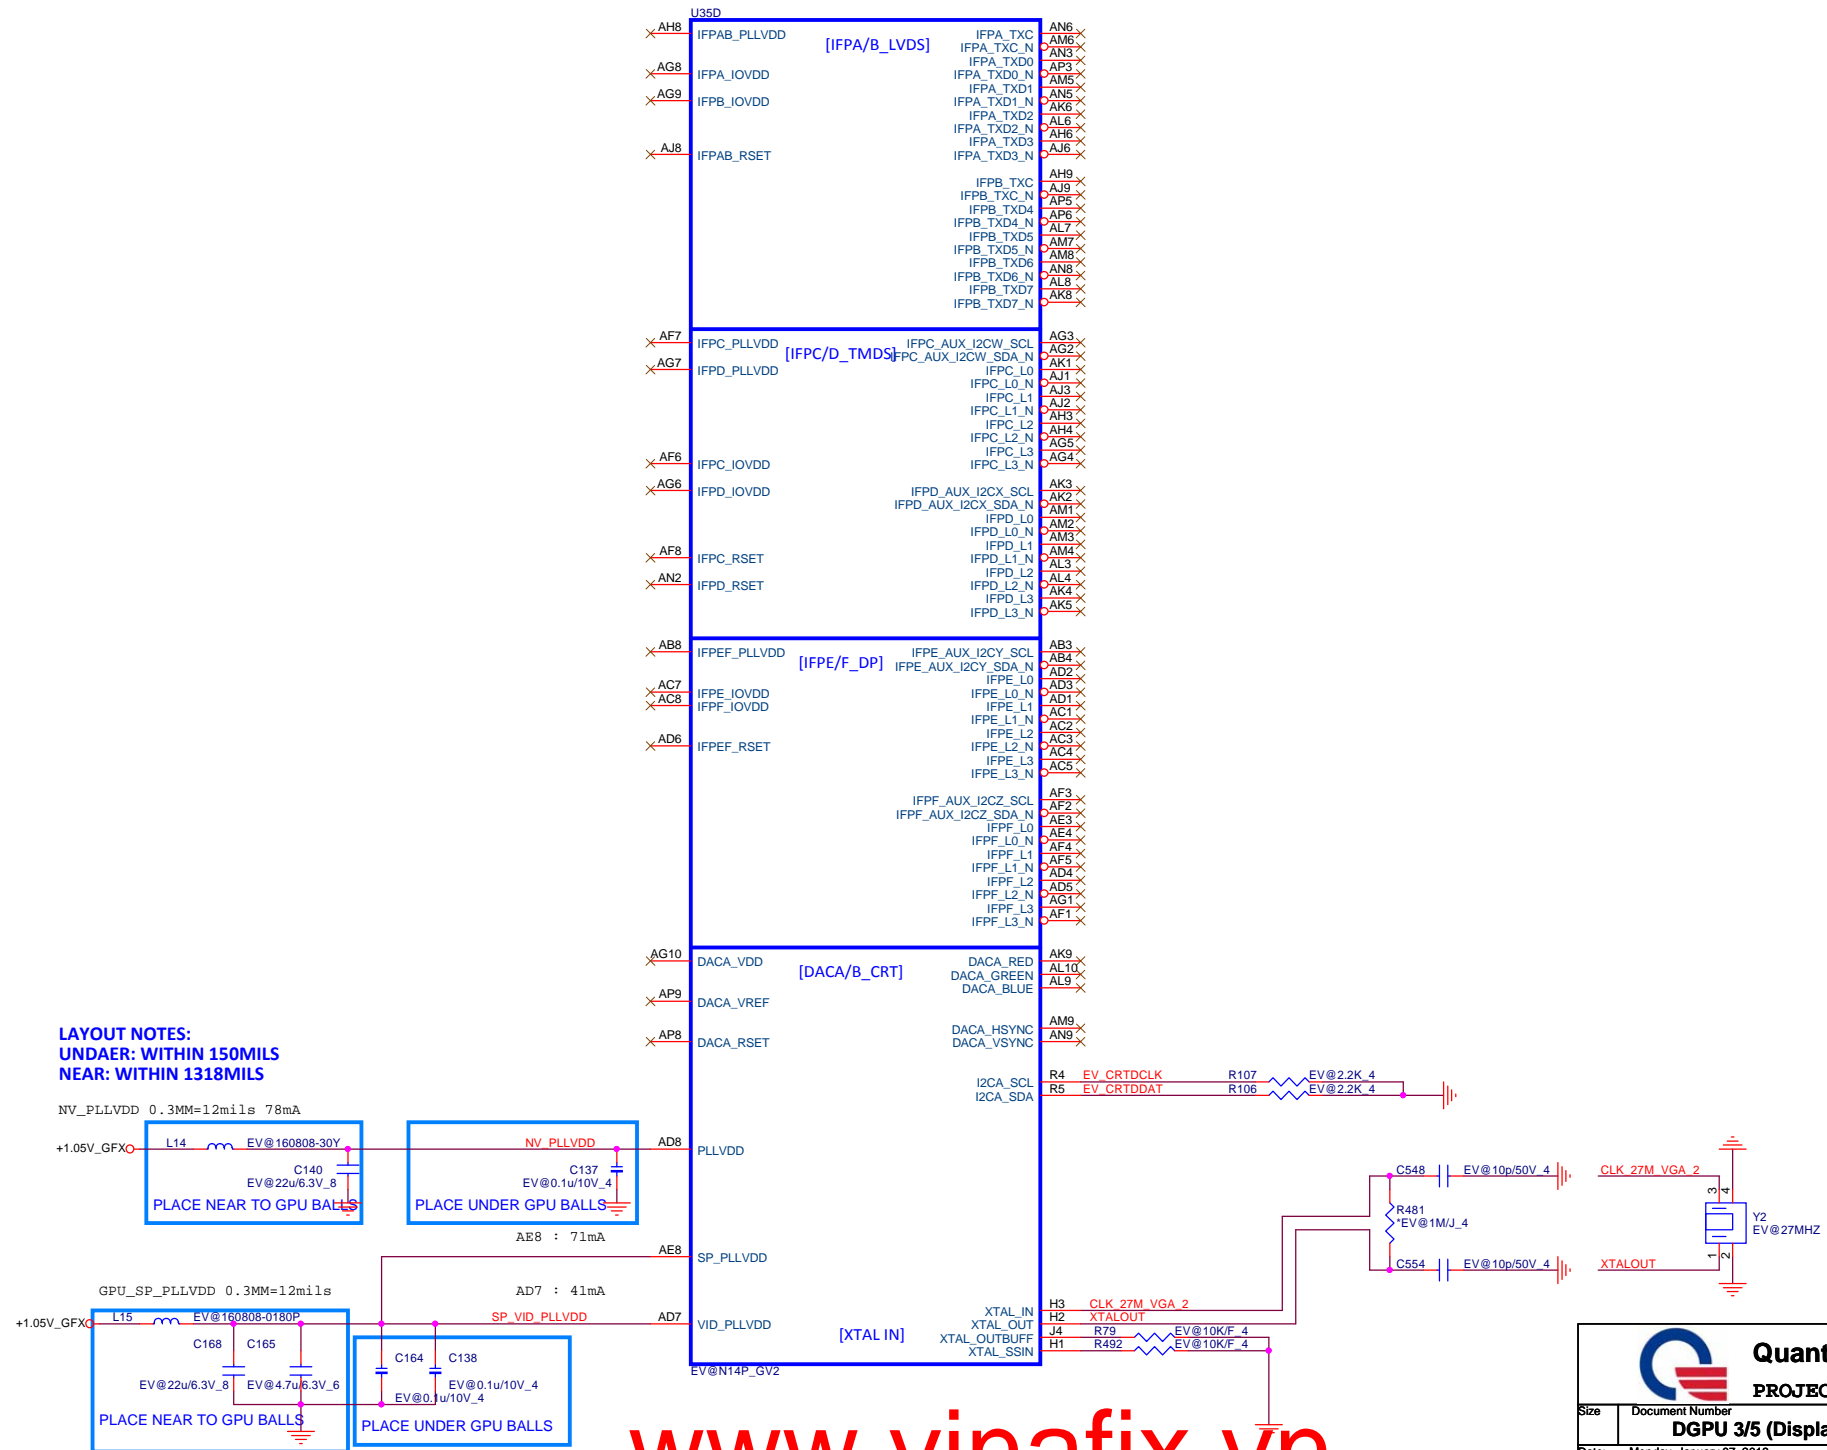 U35D
[IFPA/B_LVDS]
AH8 IFPAB_PLLVDD
AG8 IFPA_IOVDD
AG9 IFPB_IOVDD
AJ8 IFPAB_RSET
IFPA_TXC AN6
IFPA_TXC_N AM6
IFPA_TXD0 AN3
IFPA_TXD0_N AP3
IFPA_TXD1 AM5
IFPA_TXD1_N AN5
IFPA_TXD2 AK6
IFPA_TXD2_N AL6
IFPA_TXD3 AH6
IFPA_TXD3_N AJ6
IFPB_TXC AH9
IFPB_TXC_N AJ9
IFPB_TXD4 AP5
IFPB_TXD4_N AP6
IFPB_TXD5 AL7
IFPB_TXD5_N AM7
IFPB_TXD6 AM8
IFPB_TXD6_N AN8
IFPB_TXD7 AL8
IFPB_TXD7_N AK8
[IFPC/D_TMDS]
AF7 IFPC_PLLVDD
AG7 IFPD_PLLVDD
AF6 IFPC_IOVDD
AG6 IFPD_IOVDD
AF8 IFPC_RSET
AN2 IFPD_RSET
IFPC_AUX_I2CW_SCL AG3
IFPC_AUX_I2CW_SDA_N AG2
IFPC_L0 AK1
IFPC_L0_N AJ1
IFPC_L1 AJ3
IFPC_L1_N AJ2
IFPC_L2 AH3
IFPC_L2_N AH4
IFPC_L3 AG5
IFPC_L3_N AG4
IFPD_AUX_I2CX_SCL AK3
IFPD_AUX_I2CX_SDA_N AK2
IFPD_L0 AM1
IFPD_L0_N AM2
IFPD_L1 AM3
IFPD_L1_N AM4
IFPD_L2 AL3
IFPD_L2_N AL4
IFPD_L3 AK4
IFPD_L3_N AK5
[IFPE/F_DP]
AB8 IFPEF_PLLVDD
AC7 IFPE_IOVDD
AC8 IFPF_IOVDD
AD6 IFPEF_RSET
IFPE_AUX_I2CY_SCL AB3
IFPE_AUX_I2CY_SDA_N AB4
IFPE_L0 AD2
IFPE_L0_N AD3
IFPE_L1 AD1
IFPE_L1_N AC1
IFPE_L2 AC2
IFPE_L2_N AC3
IFPE_L3 AC4
IFPE_L3_N AC5
IFPF_AUX_I2CZ_SCL AF3
IFPF_AUX_I2CZ_SDA_N AF2
IFPF_L0 AE3
IFPF_L0_N AE4
IFPF_L1 AF4
IFPF_L1_N AF5
IFPF_L2 AD4
IFPF_L2_N AD5
IFPF_L3 AG1
IFPF_L3_N AF1
[DACA/B_CRT]
AG10 DACA_VDD
AP9 DACA_VREF
AP8 DACA_RSET
DACA_RED AK9
DACA_GREEN AL10
DACA_BLUE AL9
DACA_HSYNC AM9
DACA_VSYNC AN9
I2CA_SCL R4 EV_CRTDCLK R107 EV@2.2K_4
I2CA_SDA R5 EV_CRTDDAT R106 EV@2.2K_4
LAYOUT NOTES:
UNDAER: WITHIN 150MILS
NEAR: WITHIN 1318MILS
NV_PLLVDD 0.3MM=12mils 78mA
+1.05V_GFX L14 EV@160808-30Y NV_PLLVDD AD8 PLLVDD
C140
EV@22u/6.3V_8
PLACE NEAR TO GPU BALLS
C137
EV@0.1u/10V_4
PLACE UNDER GPU BALLS
AE8 : 71mA
AE8 SP_PLLVDD
GPU_SP_PLLVDD 0.3MM=12mils
AD7 : 41mA
+1.05V_GFX L15 EV@160808-0180P SP_VID_PLLVDD AD7 VID_PLLVDD
C168 C165
EV@22u/6.3V_8 EV@4.7u/6.3V_6
PLACE NEAR TO GPU BALLS
C164 C138
EV@0.1u/10V_4
EV@0.1u/10V_4
PLACE UNDER GPU BALLS
[XTAL IN]
XTAL_IN H3 CLK_27M_VGA_2
XTAL_OUT H2 XTALOUT
XTAL_OUTBUFF J4 R79 EV@10K/F_4
XTAL_SSIN H1 R492 EV@10K/F_4
EV@N14P_GV2
C548 EV@10p/50V_4
R481
*EV@1M/J_4
C554 EV@10p/50V_4
CLK_27M_VGA_2
XTALOUT
3 4
1 2
Y2
EV@27MHZ
www.vinafix.vn
Quant
PROJEC
Size Document Number
DGPU 3/5 (Displa